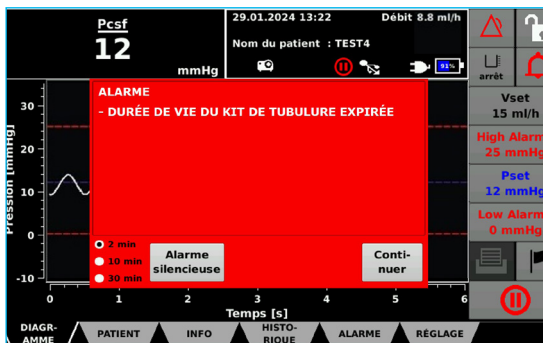 Pcsf
12
mmHg
29.01.2024 13:22 Débit 8.8 ml/h
Nom du patient : TEST4
91%
arrêt
Vset
15 ml/h
High Alarm
25 mmHg
Pset
12 mmHg
Low Alarm
0 mmHg
ALARME
- DURÉE DE VIE DU KIT DE TUBULURE EXPIRÉE
2 min
10 min
30 min
Alarme
silencieuse
Conti-
nuer
Pression [mmHg]
30
20
10
0
-10
0 1 2 3 4 5 6
Temps [s]
DIAGR-
AMME
PATIENT
INFO
HISTO-
RIQUE
ALARME
RÉGLAGE